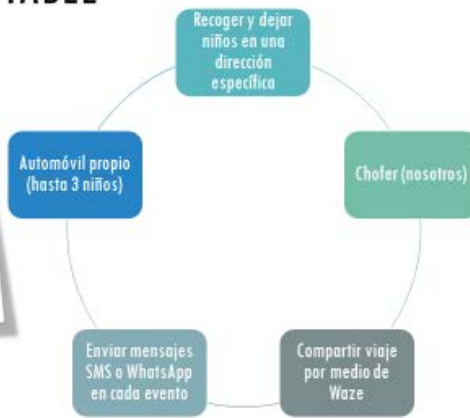 Recoger y dejar
niños en una
dirección
específica
Automóvil propio
(hasta 3 niños)
Chofer (nosotros)
Enviar mensajes
SMS o WhatsApp
en cada evento
Compartir viaje
por medio de
Waze